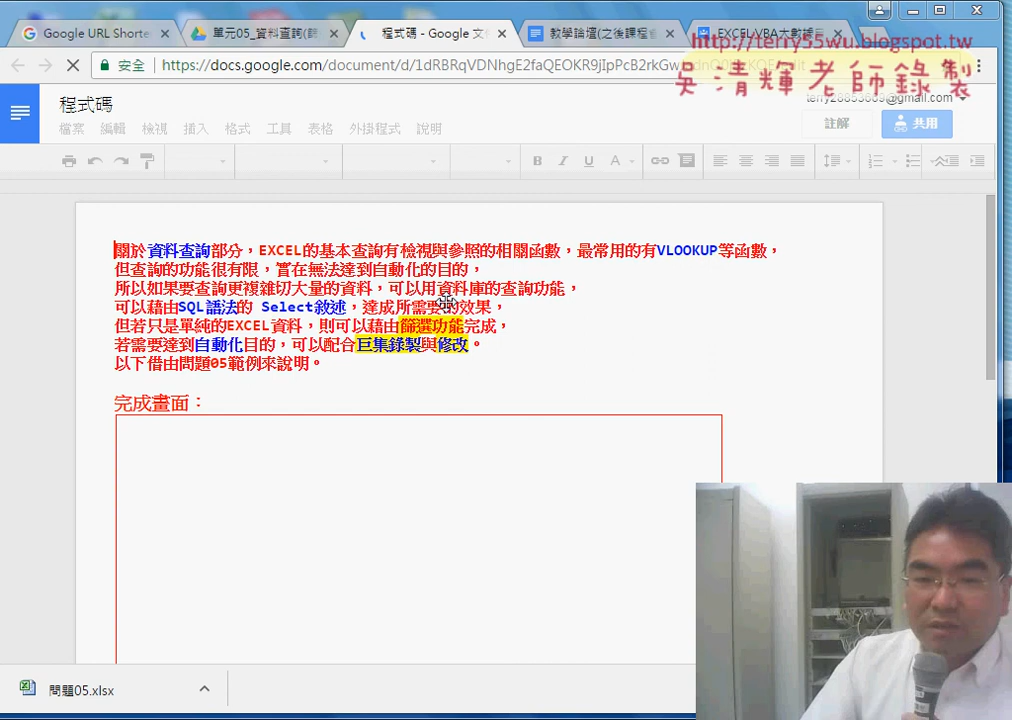 Google URL Shorte
單元05_資料查詢(篩
程式碼 - Google 文
教學論壇(之後課程會
EXCEL VBA大數據
http://terry55wu.blogspot.tw
吳清輝老師錄製
安全 https://docs.google.com/document/d/1dRBRqVDNhgE2faQEOKR9jIpPcB2rkGw
程式碼
terry28853669@gmail.com
檔案 編輯 檢視 插入 格式 工具 表格 外掛程式 說明
註解 共用
關於資料查詢部分，EXCEL的基本查詢有檢視與參照的相關函數，最常用的有VLOOKUP等函數，
但查詢的功能很有限，實在無法達到自動化的目的，
所以如果要查詢更複雜切大量的資料，可以用資料庫的查詢功能，
可以藉由SQL語法的 Select敘述，達成所需要的效果，
但若只是單純的EXCEL資料，則可以藉由篩選功能完成，
若需要達到自動化目的，可以配合巨集錄製與修改。
以下借由問題05範例來說明。
完成畫面：
問題05.xlsx